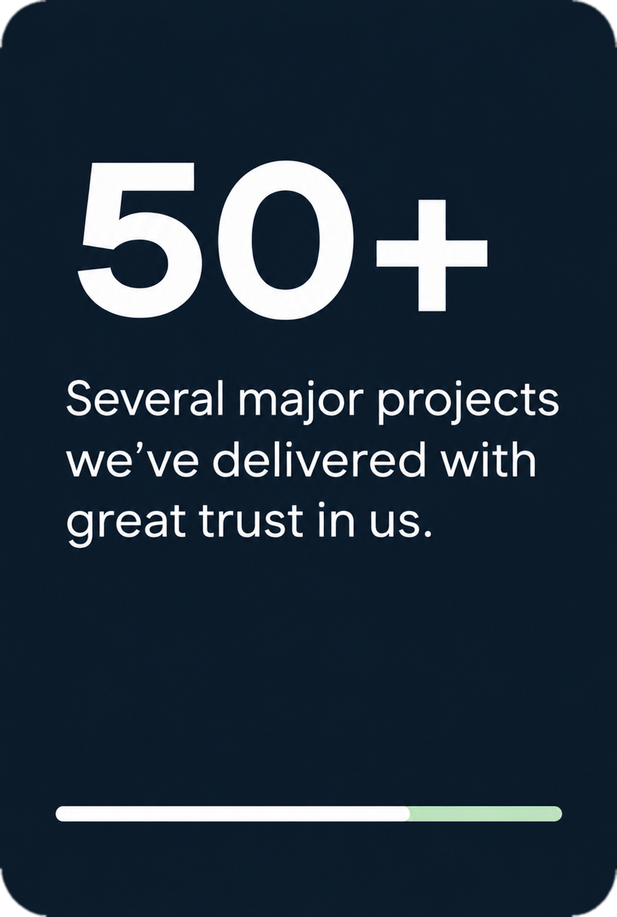 50+
Several major projects
we’ve delivered with
great trust in us.